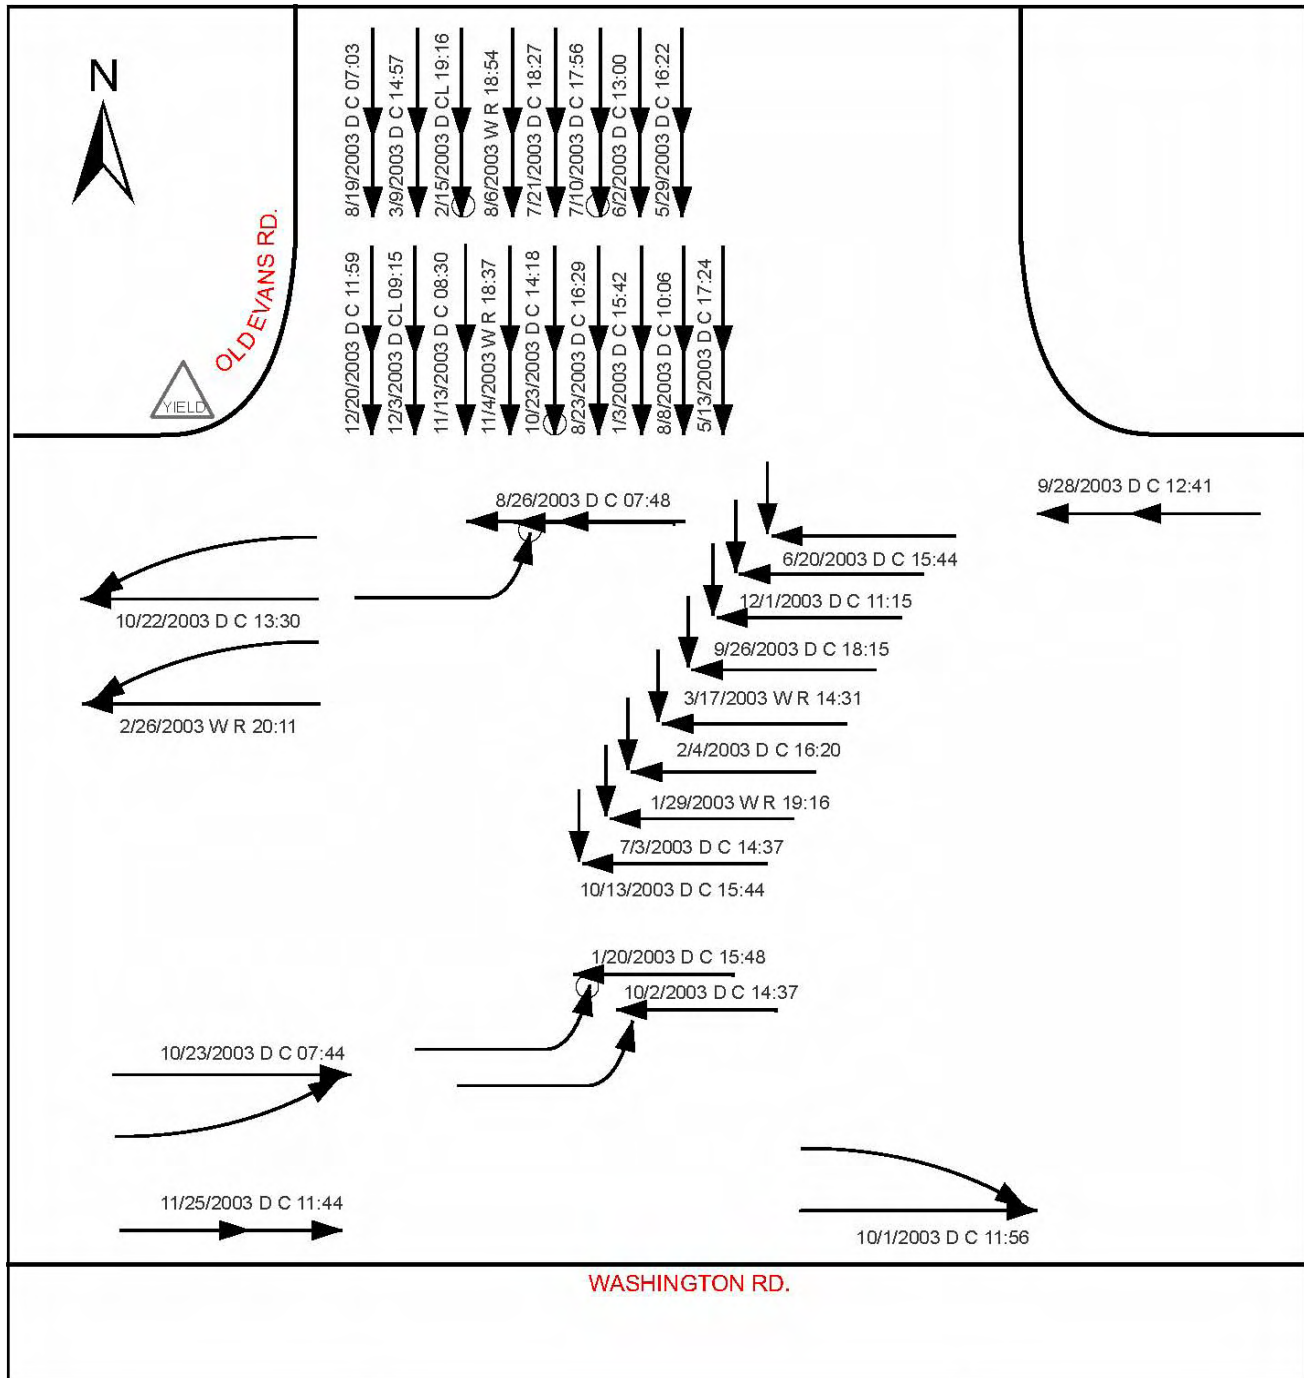 N
OLD EVANS RD.
YIELD
8/19/2003 D C 07:03
3/9/2003 D C 14:57
2/15/2003 D CL 19:16
8/6/2003 W R 18:54
7/21/2003 D C 18:27
7/10/2003 D C 17:56
6/2/2003 D C 13:00
5/29/2003 D C 16:22
12/20/2003 D C 11:59
12/3/2003 D CL 09:15
11/13/2003 D C 08:30
11/4/2003 W R 18:37
10/23/2003 D C 14:18
8/23/2003 D C 16:29
1/3/2003 D C 15:42
8/8/2003 D C 10:06
5/13/2003 D C 17:24
8/26/2003 D C 07:48
9/28/2003 D C 12:41
6/20/2003 D C 15:44
12/1/2003 D C 11:15
10/22/2003 D C 13:30
9/26/2003 D C 18:15
3/17/2003 W R 14:31
2/26/2003 W R 20:11
2/4/2003 D C 16:20
1/29/2003 W R 19:16
7/3/2003 D C 14:37
10/13/2003 D C 15:44
1/20/2003 D C 15:48
10/2/2003 D C 14:37
10/23/2003 D C 07:44
11/25/2003 D C 11:44
10/1/2003 D C 11:56
WASHINGTON RD.